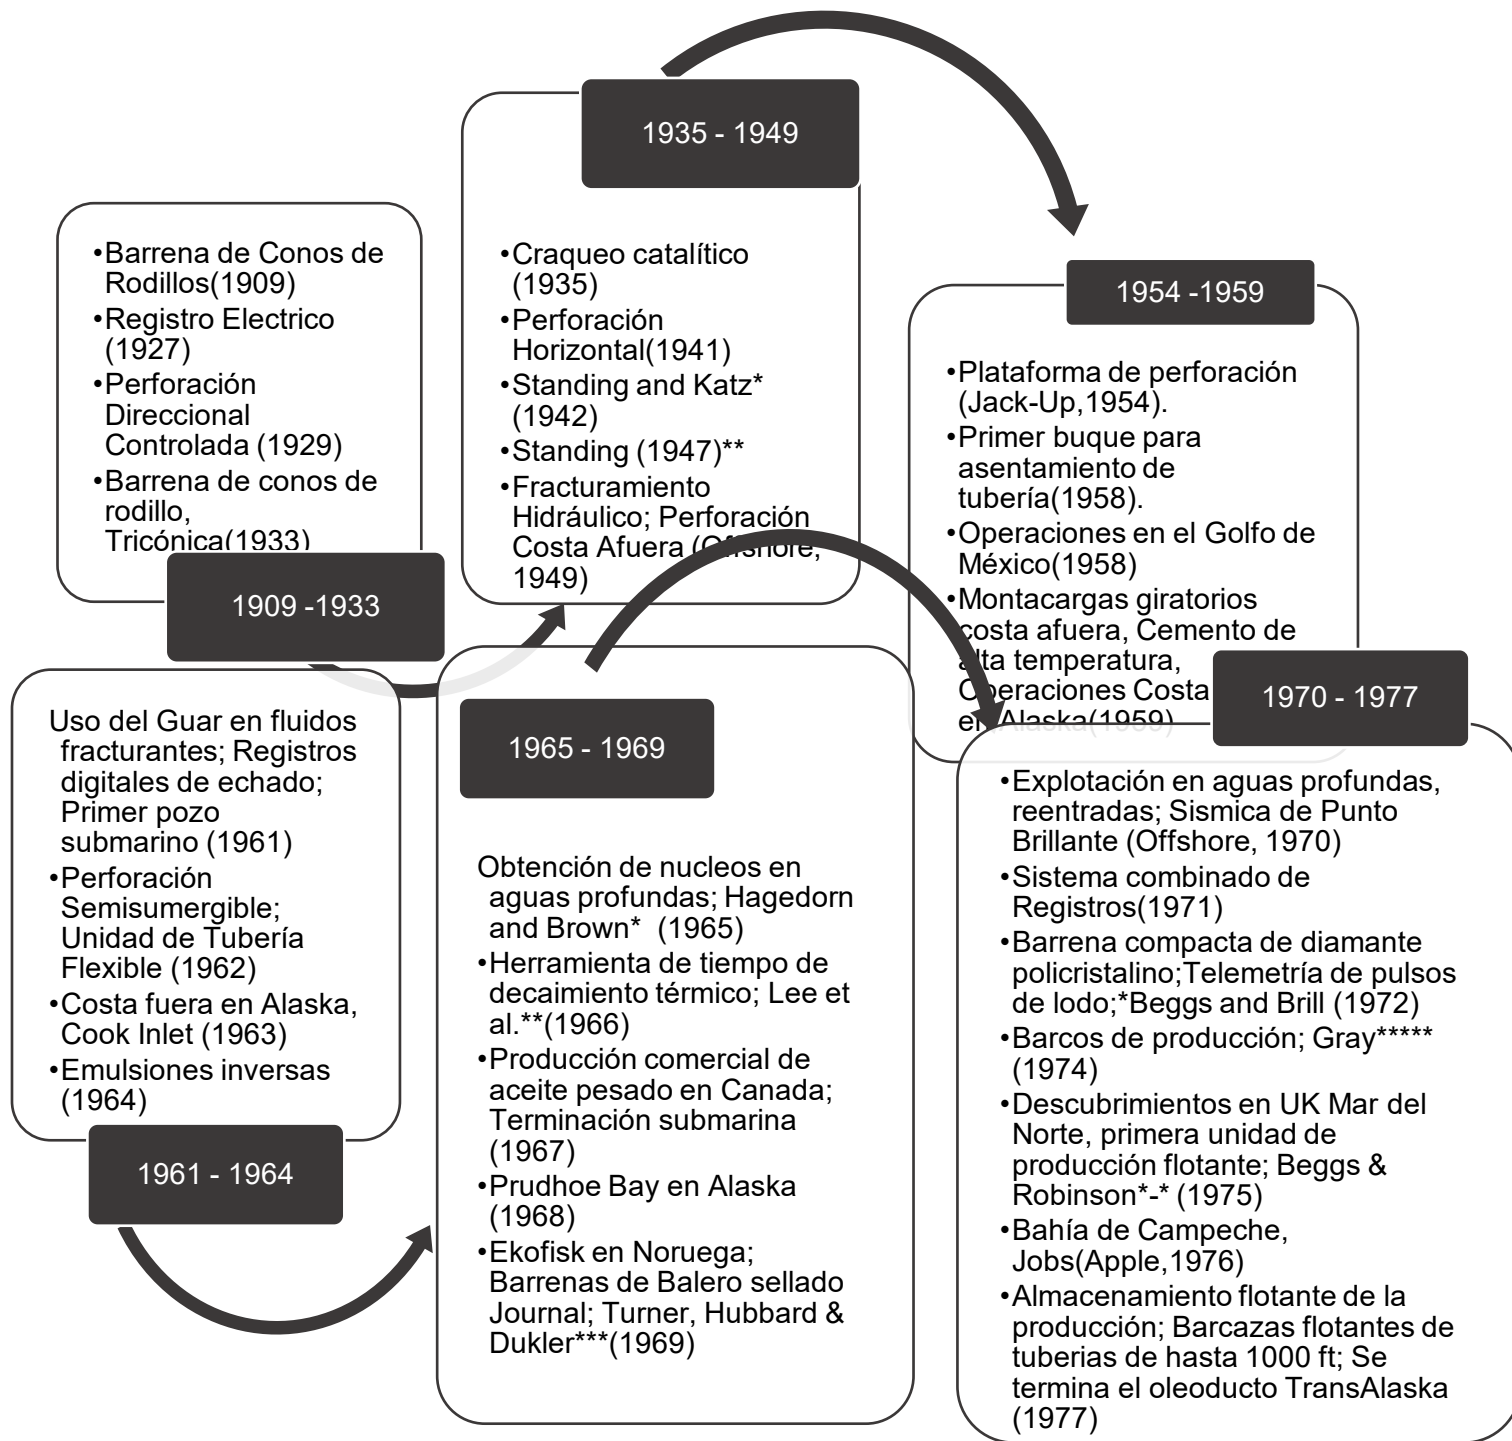 1909 -1933
•Barrena de Conos de
Rodillos(1909)
•Registro Electrico
(1927)
•Perforación
Direccional
Controlada (1929)
•Barrena de conos de
rodillo,
Tricónica(1933)
1935 - 1949
•Craqueo catalítico
(1935)
•Perforación
Horizontal(1941)
•Standing and Katz*
(1942)
•Standing (1947)**
•Fracturamiento
Hidráulico; Perforación
Costa Afuera (Offshore,
1949)
1954 -1959
•Plataforma de perforación
(Jack-Up,1954).
•Primer buque para
asentamiento de
tubería(1958).
•Operaciones en el Golfo de
México(1958)
•Montacargas giratorios
costa afuera, Cemento de
alta temperatura,
Operaciones Costa
en Alaska(1959)
1961 - 1964
Uso del Guar en fluidos
fracturantes; Registros
digitales de echado;
Primer pozo
submarino (1961)
•Perforación
Semisumergible;
Unidad de Tubería
Flexible (1962)
•Costa fuera en Alaska,
Cook Inlet (1963)
•Emulsiones inversas
(1964)
1965 - 1969
Obtención de nucleos en
aguas profundas; Hagedorn
and Brown* (1965)
•Herramienta de tiempo de
decaimiento térmico; Lee et
al.**(1966)
•Producción comercial de
aceite pesado en Canada;
Terminación submarina
(1967)
•Prudhoe Bay en Alaska
(1968)
•Ekofisk en Noruega;
Barrenas de Balero sellado
Journal; Turner, Hubbard &
Dukler***(1969)
1970 - 1977
•Explotación en aguas profundas,
reentradas; Sismica de Punto
Brillante (Offshore, 1970)
•Sistema combinado de
Registros(1971)
•Barrena compacta de diamante
policristalino;Telemetría de pulsos
de lodo;*Beggs and Brill (1972)
•Barcos de producción; Gray*****
(1974)
•Descubrimientos en UK Mar del
Norte, primera unidad de
producción flotante; Beggs &
Robinson*-* (1975)
•Bahía de Campeche,
Jobs(Apple,1976)
•Almacenamiento flotante de la
producción; Barcazas flotantes de
tuberias de hasta 1000 ft; Se
termina el oleoducto TransAlaska
(1977)